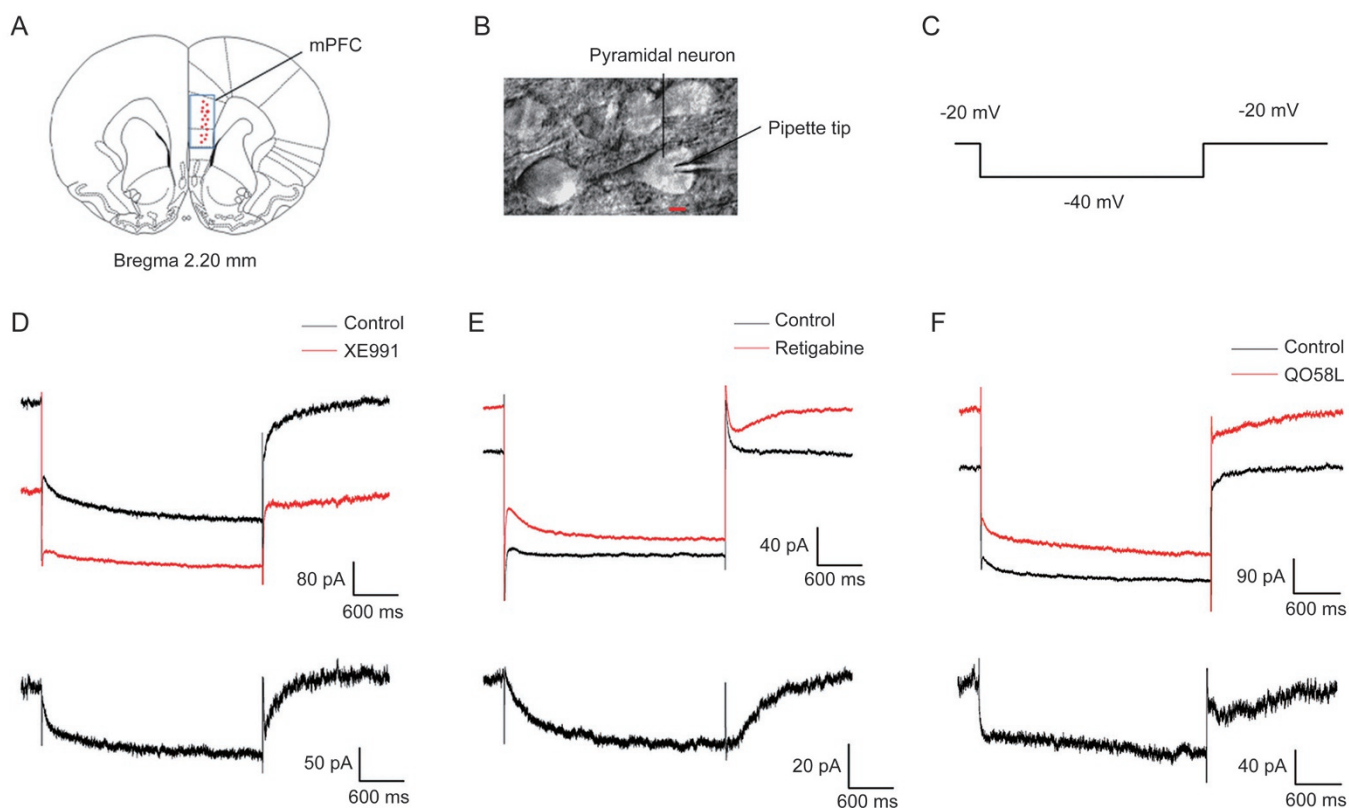 A
mPFC
Bregma 2.20 mm
B
Pyramidal neuron
Pipette tip
C
-20 mV
-20 mV
-40 mV
D
Control
XE991
80 pA
600 ms
50 pA
600 ms
E
Control
Retigabine
40 pA
600 ms
20 pA
600 ms
F
Control
QO58L
90 pA
600 ms
40 pA
600 ms